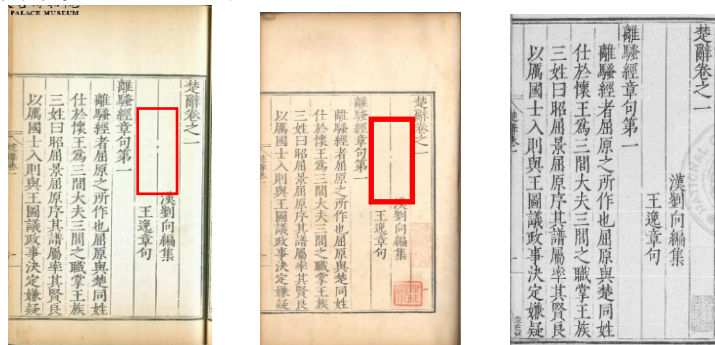 PALACE MUSEUM
楚辭卷之一
漢劉向編集
王逸章句
離騷經章句第一
離騷經者屈原之所作也屈原與楚同姓
仕於懷王爲三閭大夫三閭之職掌王族
三姓曰昭屈景屈原序其譜屬率其賢良
以厲國士入則與王圖議政事決定嫌疑
楚辭卷之一
漢劉向編集
王逸章句
離騷經章句第一
離騷經者屈原之所作也屈原與楚同姓
仕於懷王爲三閭大夫三閭之職掌王族
三姓曰昭屈景屈原序其譜屬率其賢良
以厲國士入則與王圖議政事決定嫌疑
楚辭卷之一
漢劉向編集
王逸章句
離騷經章句第一
離騷經者屈原之所作也屈原與楚同姓
仕於懷王爲三閭大夫三閭之職掌王族
三姓曰昭屈景屈原序其譜屬率其賢良
以厲國士入則與王圖議政事決定嫌疑